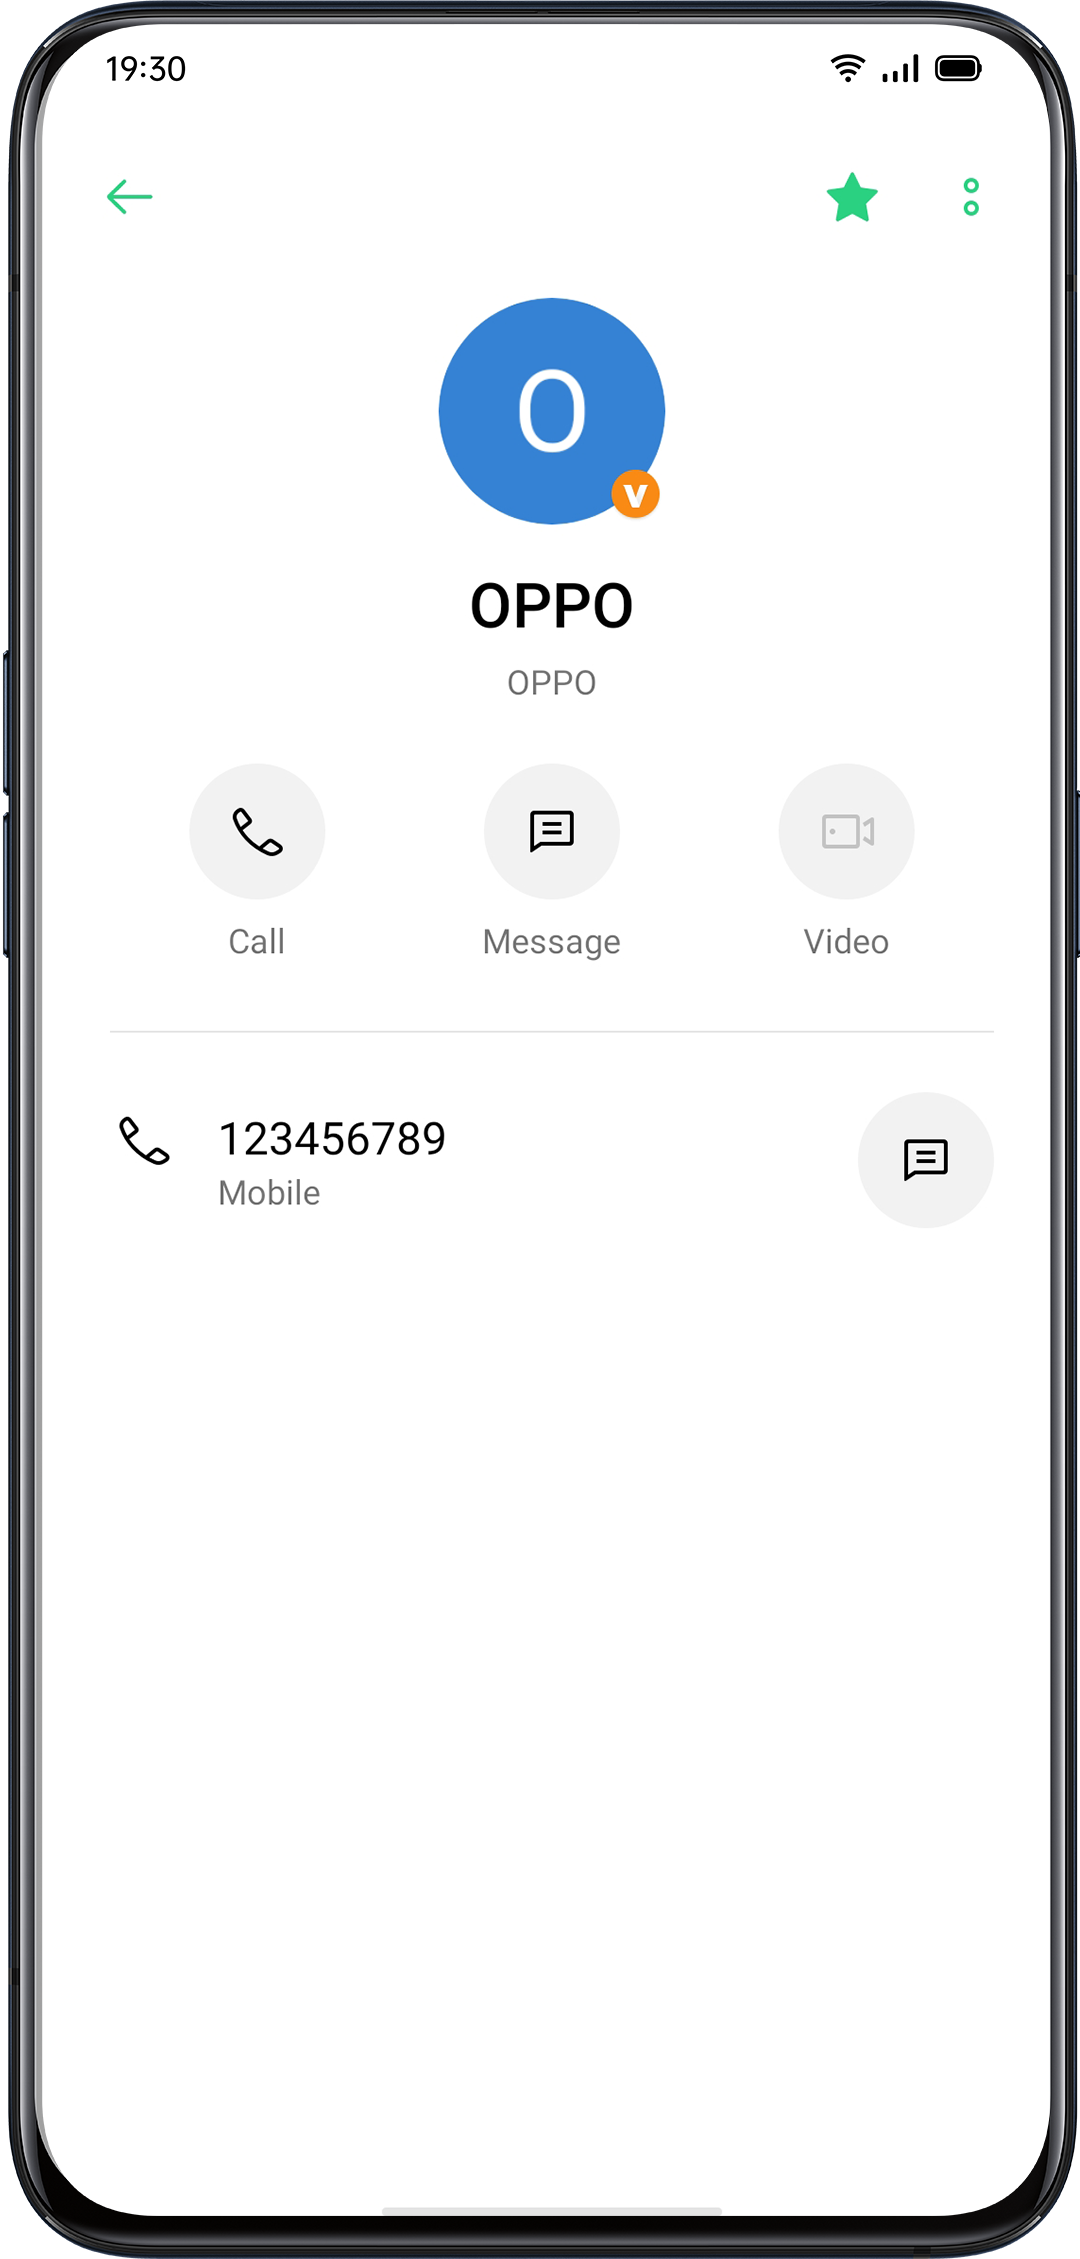 19:30
O
V
OPPO
OPPO
Call Message Video
123456789
Mobile